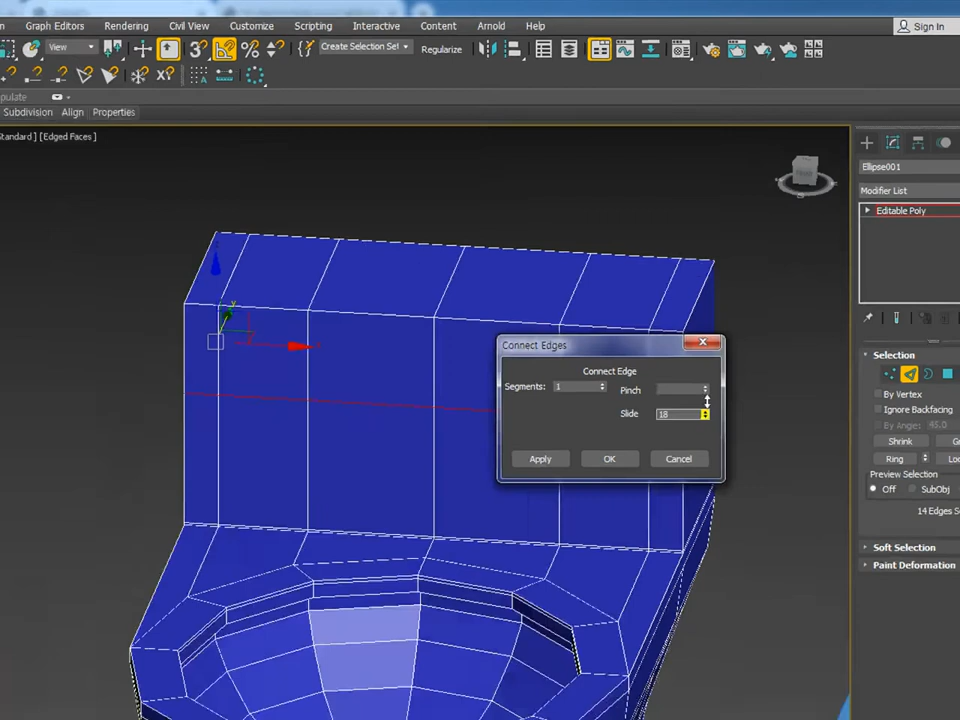 Graph Editors Rendering Civil View Customize Scripting Interactive Content Arnold Help Sign In
View 3 % Create Selection Set Regularize
X?
pulate
Subdivision Align Properties
Standard ] [Edged Faces ]
Ellipse001
Modifier List
Editable Poly
y
Connect Edges
Connect Edge
Segments: 1 Pinch
Slide 18
Apply OK Cancel
Selection
By Vertex
Ignore Backfacing
By Angle: 45.0
Shrink
Ring
Preview Selection
Off SubObj
14 Edges S
Soft Selection
Paint Deformation